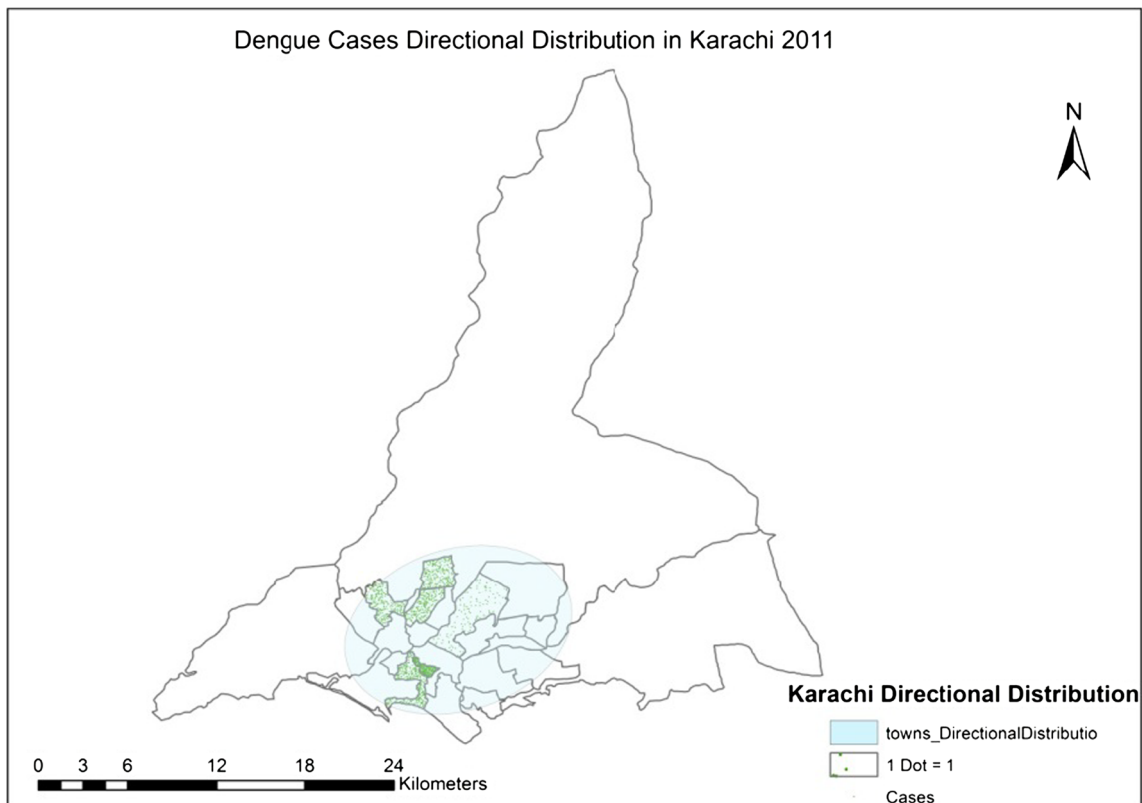 Dengue Cases Directional Distribution in Karachi 2011
N
Karachi Directional Distribution
towns_DirectionalDistributio
1 Dot = 1
Cases
0 3 6 12 18 24
Kilometers